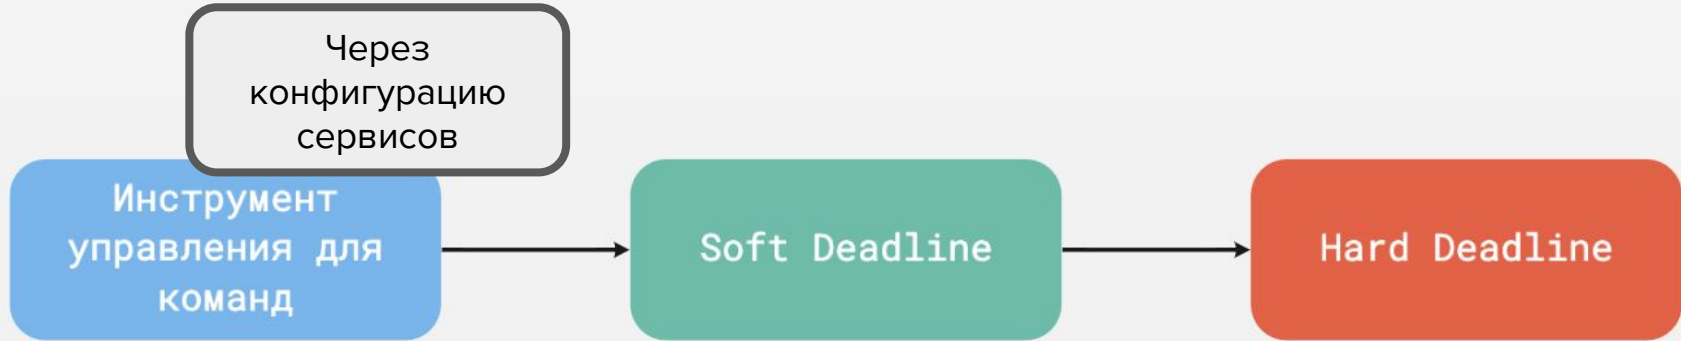 Через
конфигурацию
сервисов
Инструмент
управления для
команд
Soft Deadline
Hard Deadline